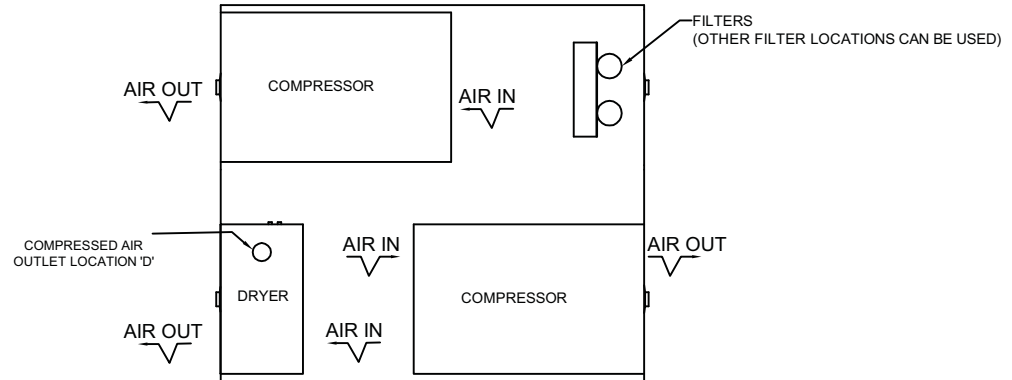 FILTERS
(OTHER FILTER LOCATIONS CAN BE USED)
AIR OUT
COMPRESSOR
AIR IN
COMPRESSED AIR
OUTLET LOCATION 'D'
AIR IN
AIR OUT
DRYER
COMPRESSOR
AIR OUT
AIR IN